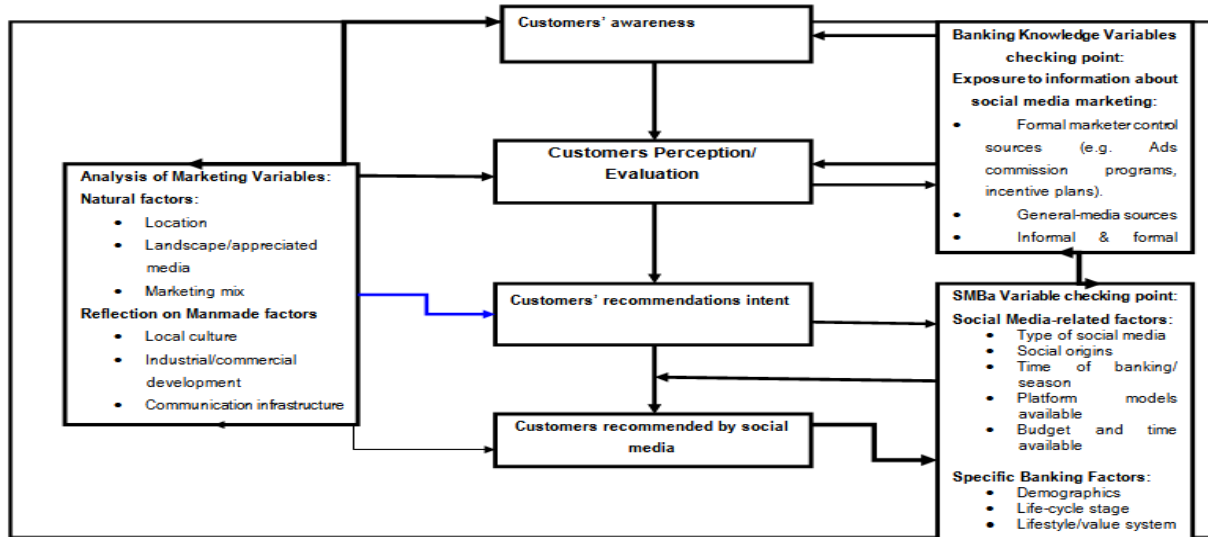 Customers’ awareness
Customers Perception/
Evaluation
Customers’ recommendations intent
Customers recommended by social
media
Analysis of Marketing Variables:
Natural factors:
• Location
• Landscape/appreciated
media
• Marketing mix
Reflection on Manmade factors
• Local culture
• Industrial/commercial
development
• Communication infrastructure
Banking Knowledge Variables
checking point:
Exposure to information about
social media marketing:
• Formal marketer control
sources (e.g. Ads
commission programs,
incentive plans).
• General-media sources
• Informal & formal
SMBa Variable checking point:
Social Media-related factors:
• Type of social media
• Social origins
• Time of banking/
season
• Platform models
available
• Budget and time
available
Specific Banking Factors:
• Demographics
• Life-cycle stage
• Lifestyle/value system